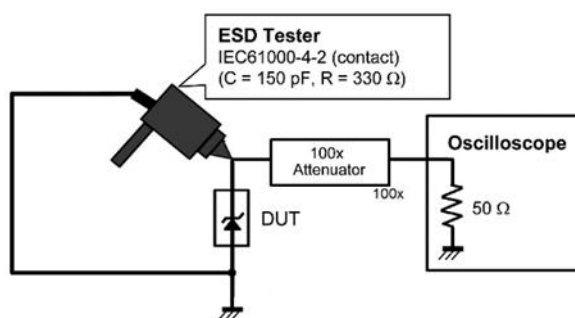 ESD Tester
IEC61000-4-2 (contact)
(C = 150 pF, R = 330 Ω)
100x
Attenuator
100x
Oscilloscope
50 Ω
DUT